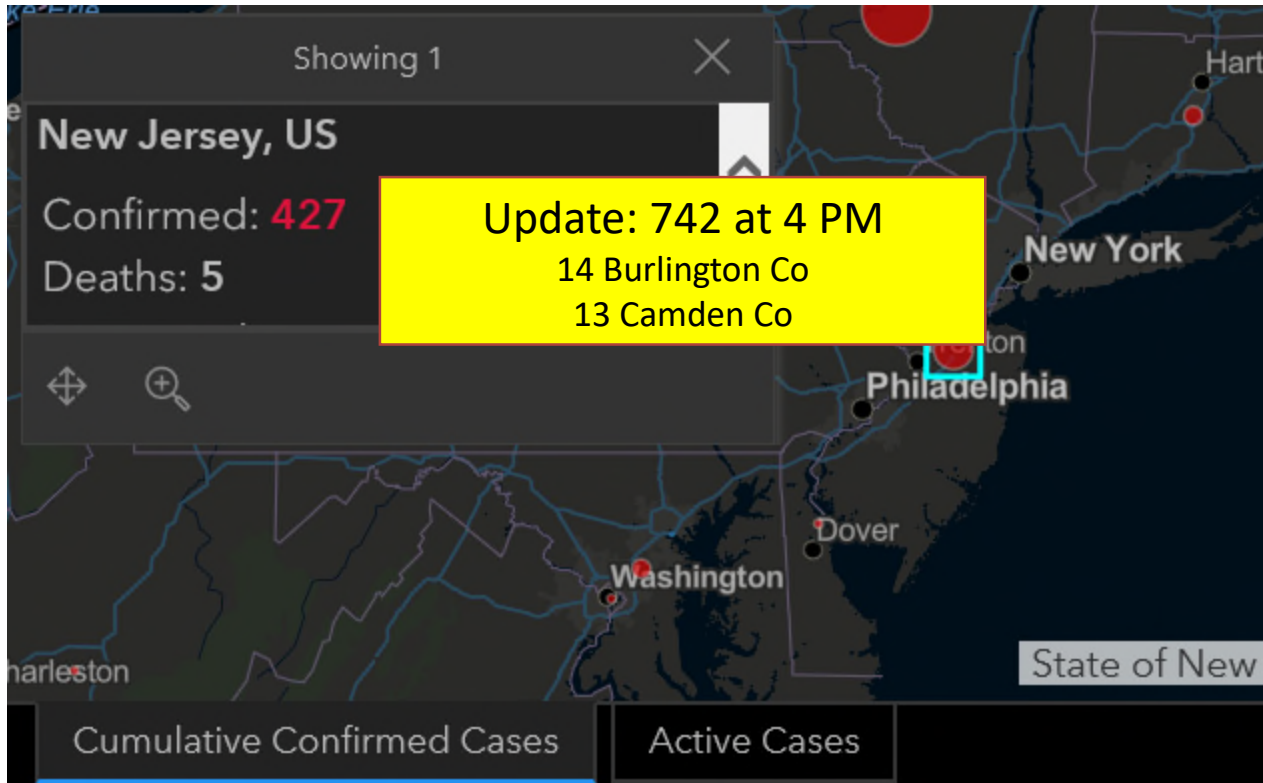 Showing 1
New Jersey, US
Confirmed: 427
Deaths: 5
Update: 742 at 4 PM
14 Burlington Co
13 Camden Co
Hart
New York
ton
Philadelphia
Dover
Washington
harleston
State of New
Cumulative Confirmed Cases
Active Cases